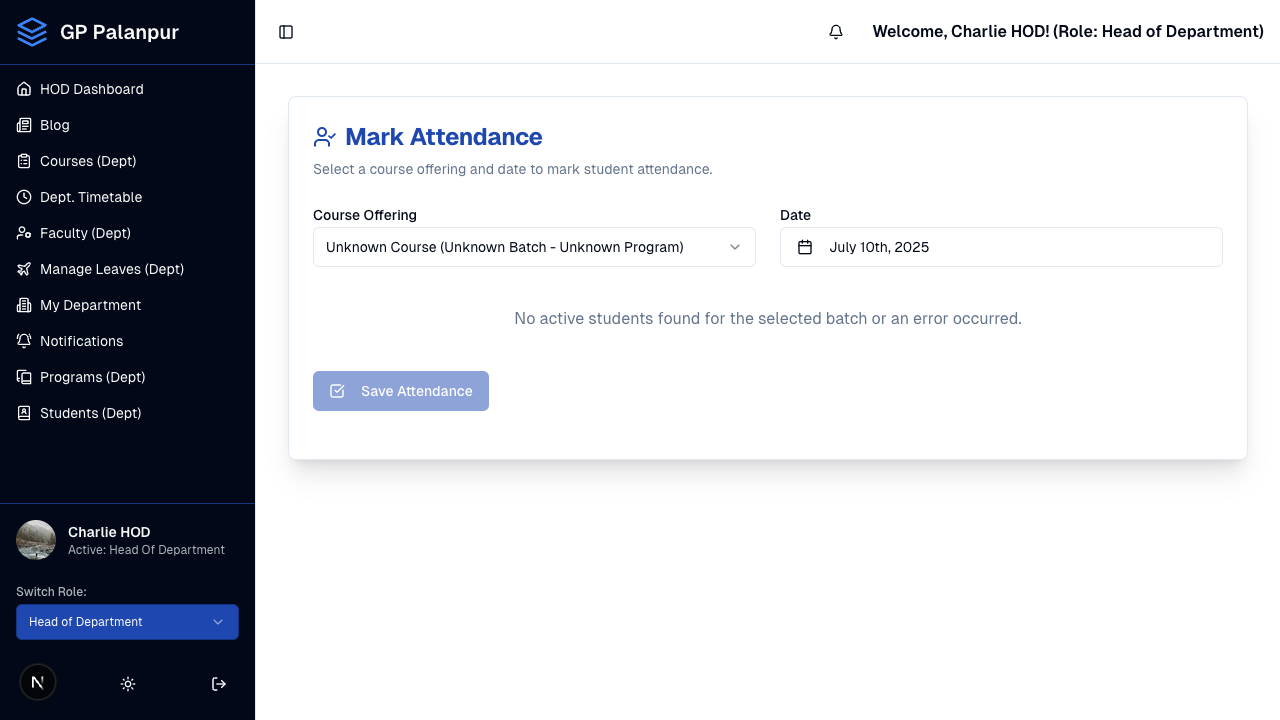 GP Palanpur
HOD Dashboard
Blog
Courses (Dept)
Dept. Timetable
Faculty (Dept)
Manage Leaves (Dept)
My Department
Notifications
Programs (Dept)
Students (Dept)
Charlie HOD
Active: Head Of Department
Switch Role:
Head of Department
N
Welcome, Charlie HOD! (Role: Head of Department)
Mark Attendance
Select a course offering and date to mark student attendance.
Course Offering
Unknown Course (Unknown Batch - Unknown Program)
Date
July 10th, 2025
No active students found for the selected batch or an error occurred.
Save Attendance